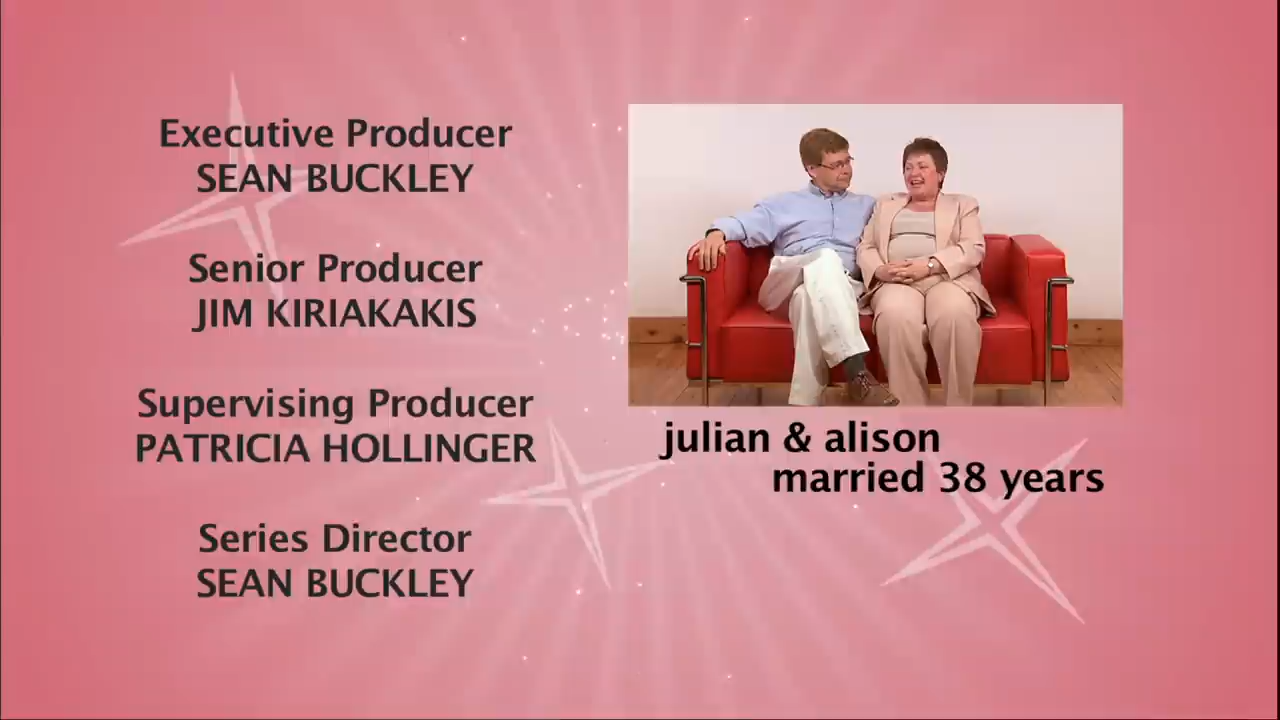 Executive Producer
SEAN BUCKLEY
Senior Producer
JIM KIRIAKAKIS
Supervising Producer
PATRICIA HOLLINGER
Series Director
SEAN BUCKLEY
julian & alison
married 38 years